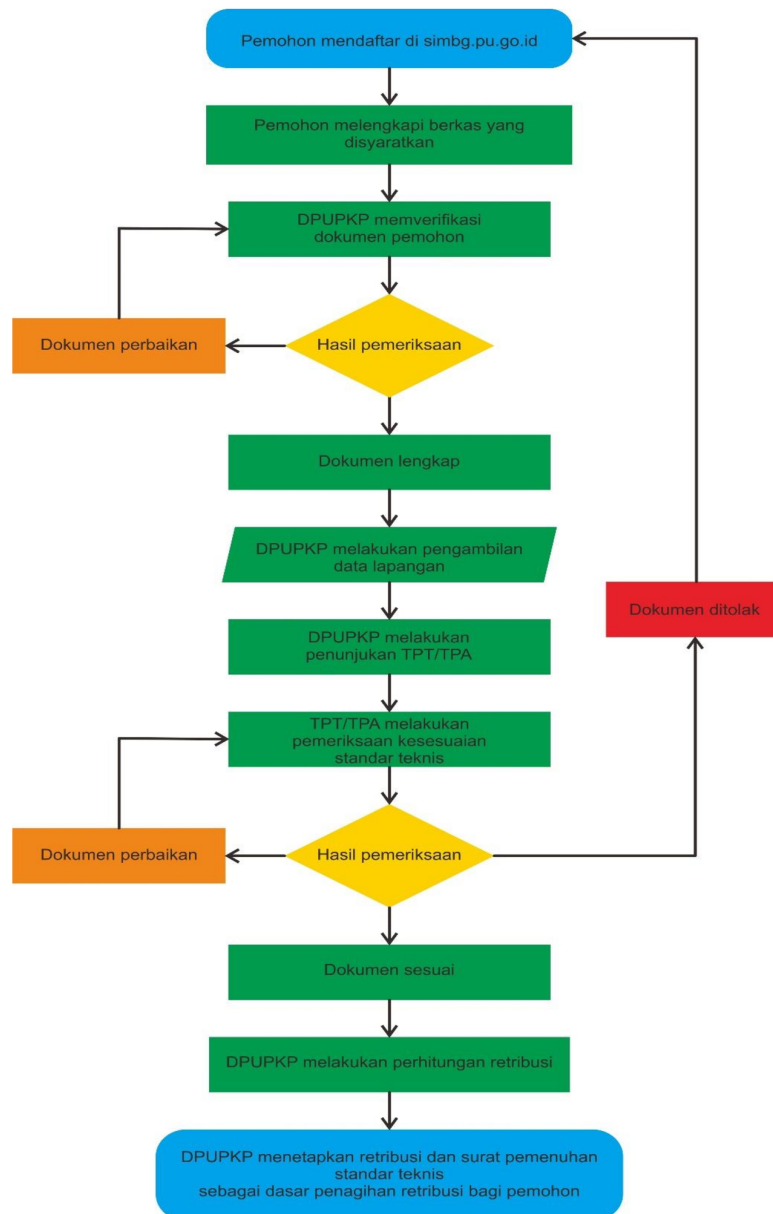 Pemohon mendaftar di simbg.pu.go.id
Pemohon melengkapi berkas yang
disyaratkan
DPUPKP memverifikasi
dokumen pemohon
Dokumen perbaikan
Hasil pemeriksaan
Dokumen lengkap
DPUPKP melakukan pengambilan
data lapangan
Dokumen ditolak
DPUPKP melakukan
penunjukan TPT/TPA
TPT/TPA melakukan
pemeriksaan kesesuaian
standar teknis
Dokumen perbaikan
Hasil pemeriksaan
Dokumen sesuai
DPUPKP melakukan perhitungan retribusi
DPUPKP menetapkan retribusi dan surat pemenuhan
standar teknis
sebagai dasar penagihan retribusi bagi pemohon